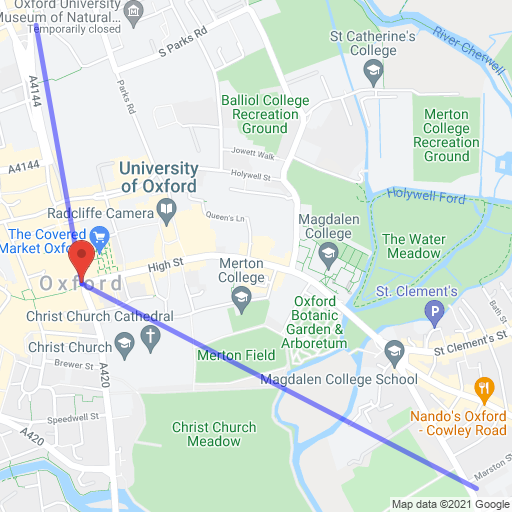 Oxford University
Museum of Natural...
Temporarily closed
S Parks Rd
St Catherine's
College
River Cherwell
A4144
Parks Rd
Balliol College
Recreation
Ground
Merton
College
Recreation
Ground
Jowett Walk
A4144
University
of Oxford
Holywell St
Holywell Ford
Radcliffe Camera
Queen's Ln
Magdalen
College
The Covered
Market Oxford
The Water
Meadow
High St
Merton
College
Oxford
St. Clement's
Oxford
Botanic
Garden &
Arboretum
Bath St
Christ Church Cathedral
Christ Church
St Clement's St
Merton Field
Brewer St
A420
Magdalen College School
Speedwell St
Nando's Oxford
- Cowley Road
Christ Church
Meadow
A420
Marston St
Google
Map data ©2021 Google